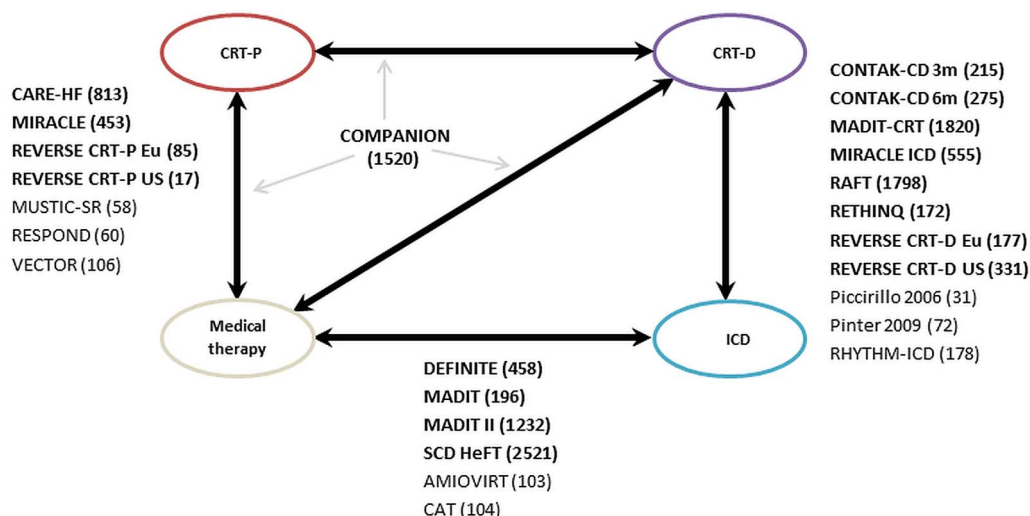 CRT-P
CRT-D
CARE-HF (813)
MIRACLE (453)
REVERSE CRT-P Eu (85)
REVERSE CRT-P US (17)
MUSTIC-SR (58)
RESPOND (60)
VECTOR (106)
COMPANION
(1520)
CONTAK-CD 3m (215)
CONTAK-CD 6m (275)
MADIT-CRT (1820)
MIRACLE ICD (555)
RAFT (1798)
RETHINQ (172)
REVERSE CRT-D Eu (177)
REVERSE CRT-D US (331)
Piccirillo 2006 (31)
Pinter 2009 (72)
RHYTHM-ICD (178)
Medical
therapy
ICD
DEFINITE (458)
MADIT (196)
MADIT II (1232)
SCD HeFT (2521)
AMIOVIRT (103)
CAT (104)